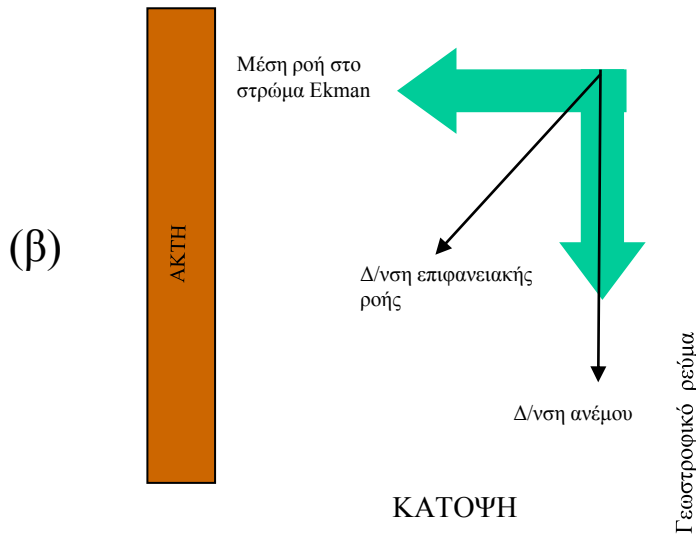 Μέση ροή στο
στρώμα Ekman
(β)
ΑΚΤΗ
Δ/νση επιφανειακής
ροής
Δ/νση ανέμου
Γεωστροφικό ρεύμα
ΚΑΤΟΨΗ